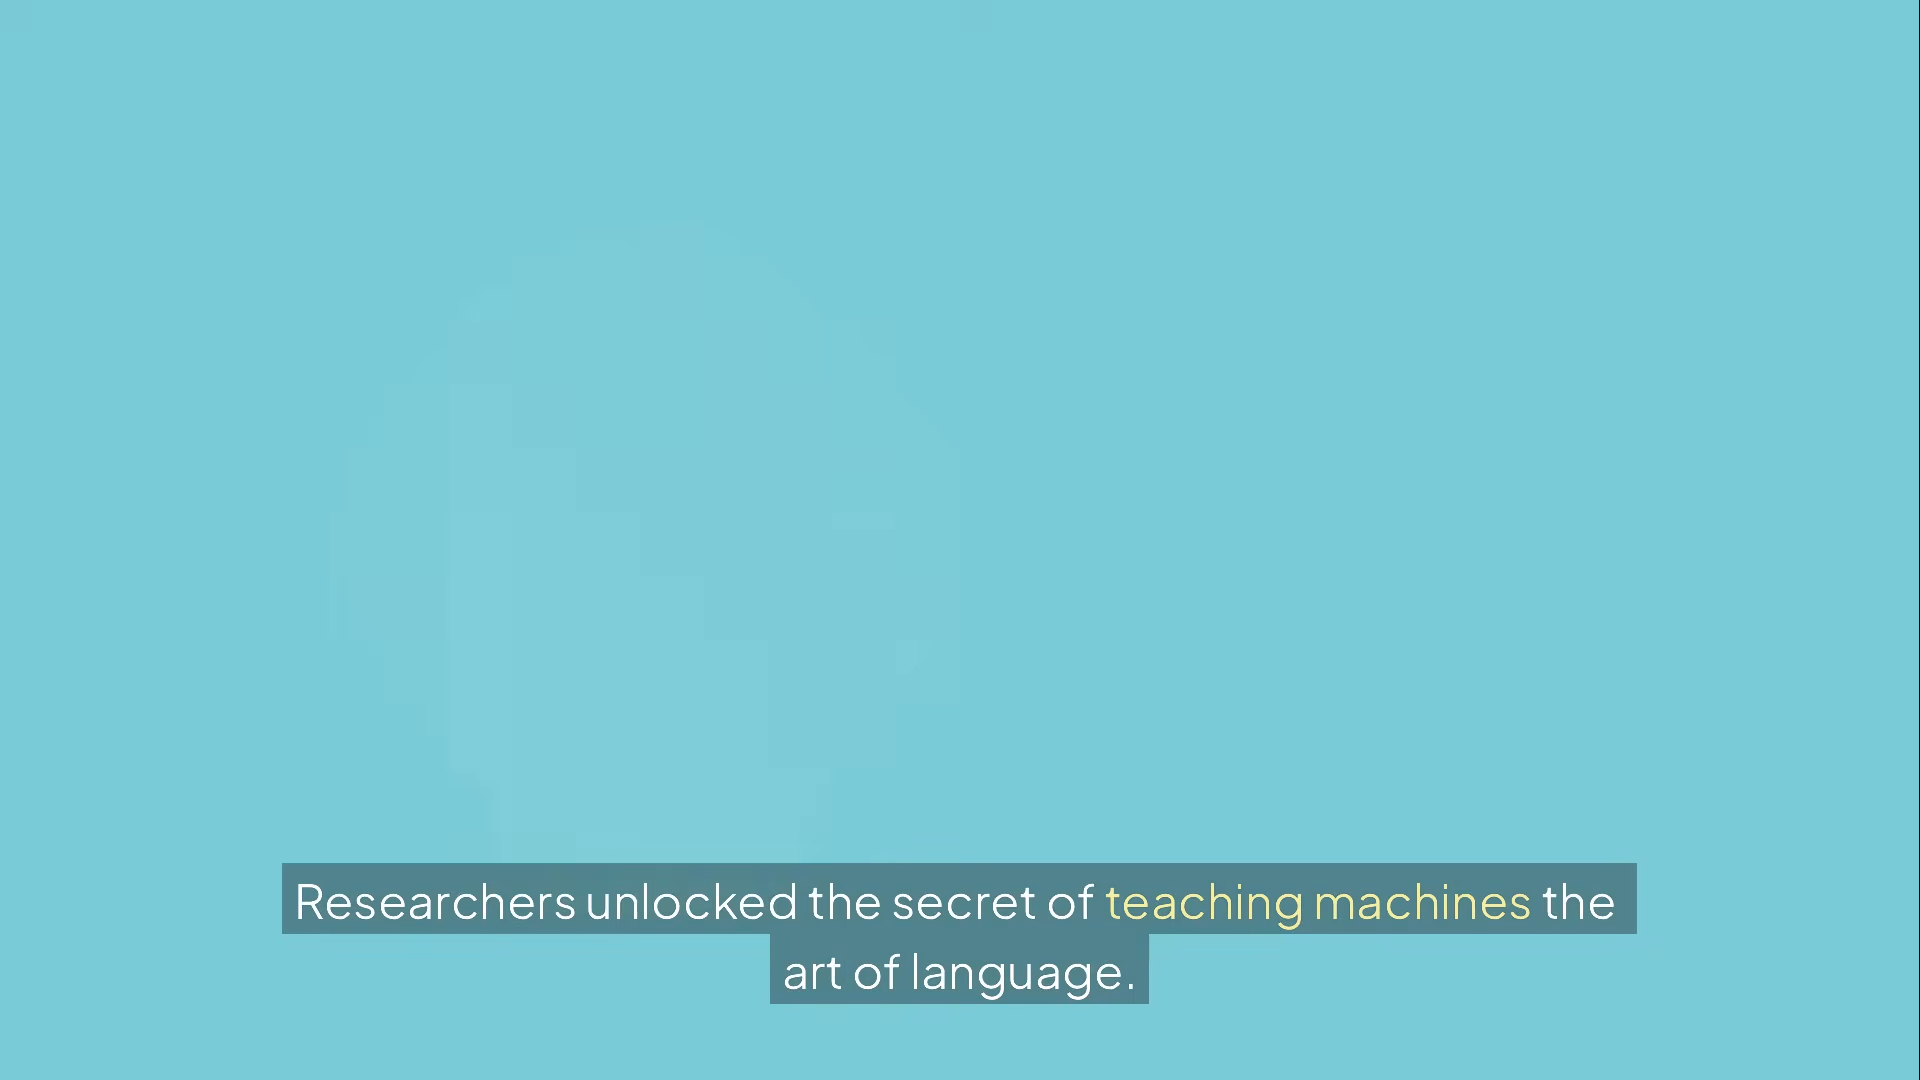 Researchers unlocked the secret of teaching machines the
art of language.